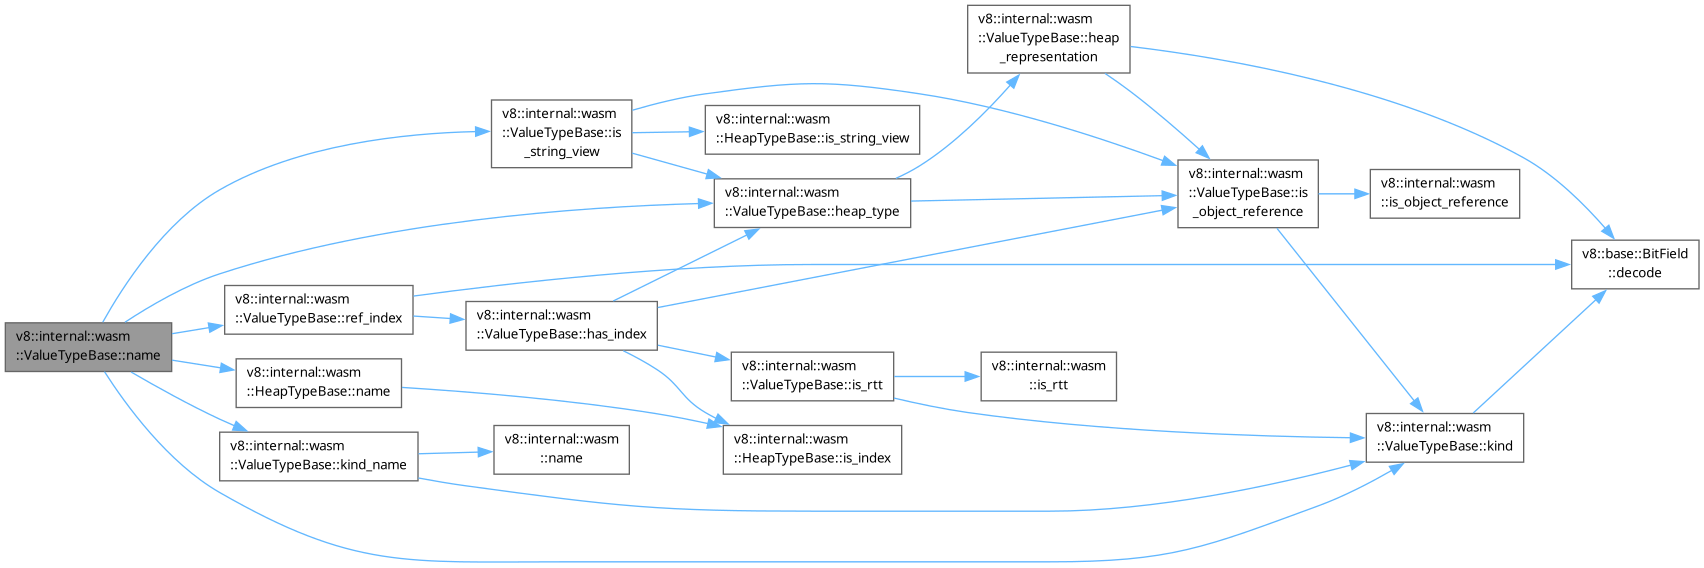 v8::internal::wasm
::ValueTypeBase::heap
_representation
v8::internal::wasm
::ValueTypeBase::is
_string_view
v8::internal::wasm
::HeapTypeBase::is_string_view
v8::internal::wasm
::ValueTypeBase::is
_object_reference
v8::internal::wasm
::is_object_reference
v8::internal::wasm
::ValueTypeBase::heap_type
v8::base::BitField
::decode
v8::internal::wasm
::ValueTypeBase::ref_index
v8::internal::wasm
::ValueTypeBase::has_index
v8::internal::wasm
::ValueTypeBase::name
v8::internal::wasm
::HeapTypeBase::name
v8::internal::wasm
::ValueTypeBase::is_rtt
v8::internal::wasm
::is_rtt
v8::internal::wasm
::ValueTypeBase::kind_name
v8::internal::wasm
::name
v8::internal::wasm
::HeapTypeBase::is_index
v8::internal::wasm
::ValueTypeBase::kind